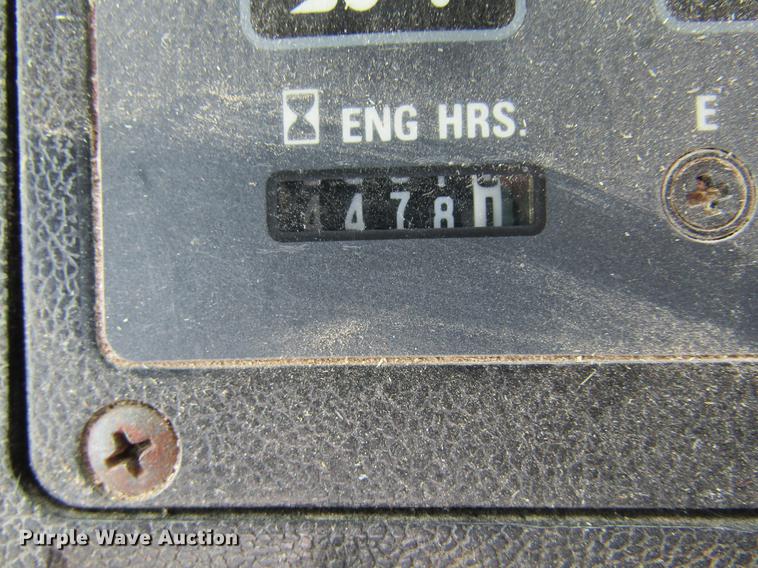 ENG HRS.
E
4478
Purple Wave Auction